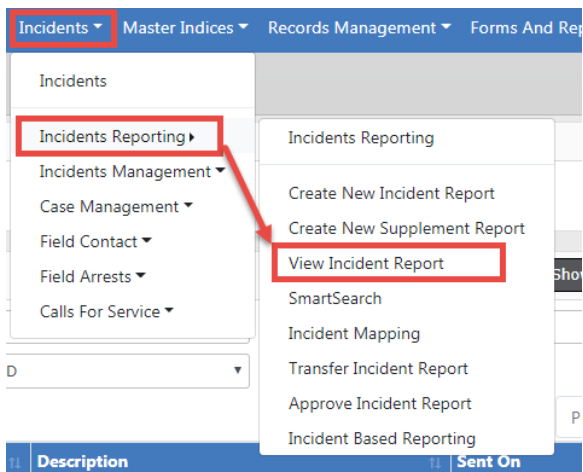 Incidents Master Indices Records Management Forms And Rep
Incidents
Incidents Reporting
Incidents Management
Case Management
Field Contact
Field Arrests
Calls For Service
Incidents Reporting
Create New Incident Report
Create New Supplement Report
View Incident Report
SmartSearch
Incident Mapping
Transfer Incident Report
Approve Incident Report
Incident Based Reporting
Show
D
P
Description Sent On